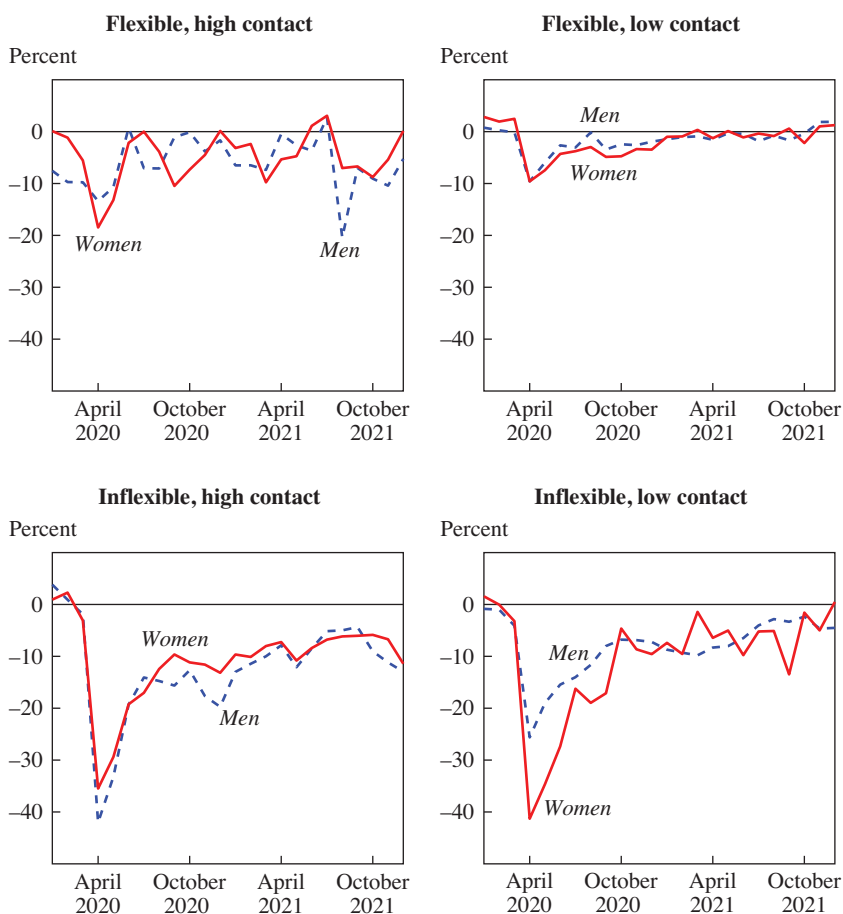 Flexible, high contact
Percent
0
–10
–20
–30
–40
Women
Men
April 2020
October 2020
April 2021
October 2021
Flexible, low contact
Percent
0
–10
–20
–30
–40
Men
Women
April 2020
October 2020
April 2021
October 2021
Inflexible, high contact
Percent
0
–10
–20
–30
–40
Women
Men
April 2020
October 2020
April 2021
October 2021
Inflexible, low contact
Percent
0
–10
–20
–30
–40
Men
Women
April 2020
October 2020
April 2021
October 2021